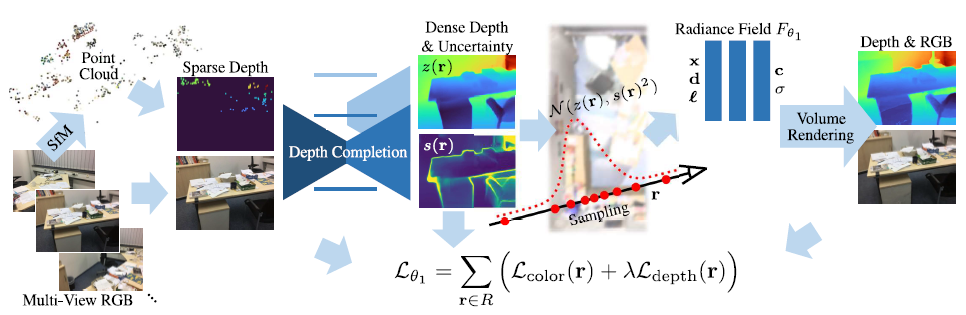 Point
Cloud
SfM
Multi-View RGB
Sparse Depth
Depth Completion
Dense Depth
& Uncertainty
z(r)
s(r)
𝒩(z(r), s(r)²)
Sampling
r
Radiance Field F_θ₁
x
d
ℓ
c
σ
Volume
Rendering
Depth & RGB
ℒ_θ₁ = ∑_{r∈R} (ℒ_color(r) + λℒ_depth(r))